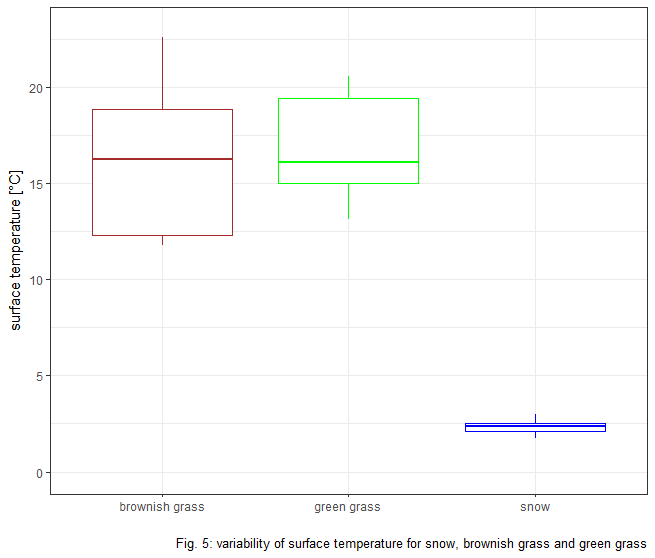 surface temperature [°C]
20
15
10
5
0
brownish grass
green grass
snow
Fig. 5: variability of surface temperature for snow, brownish grass and green grass